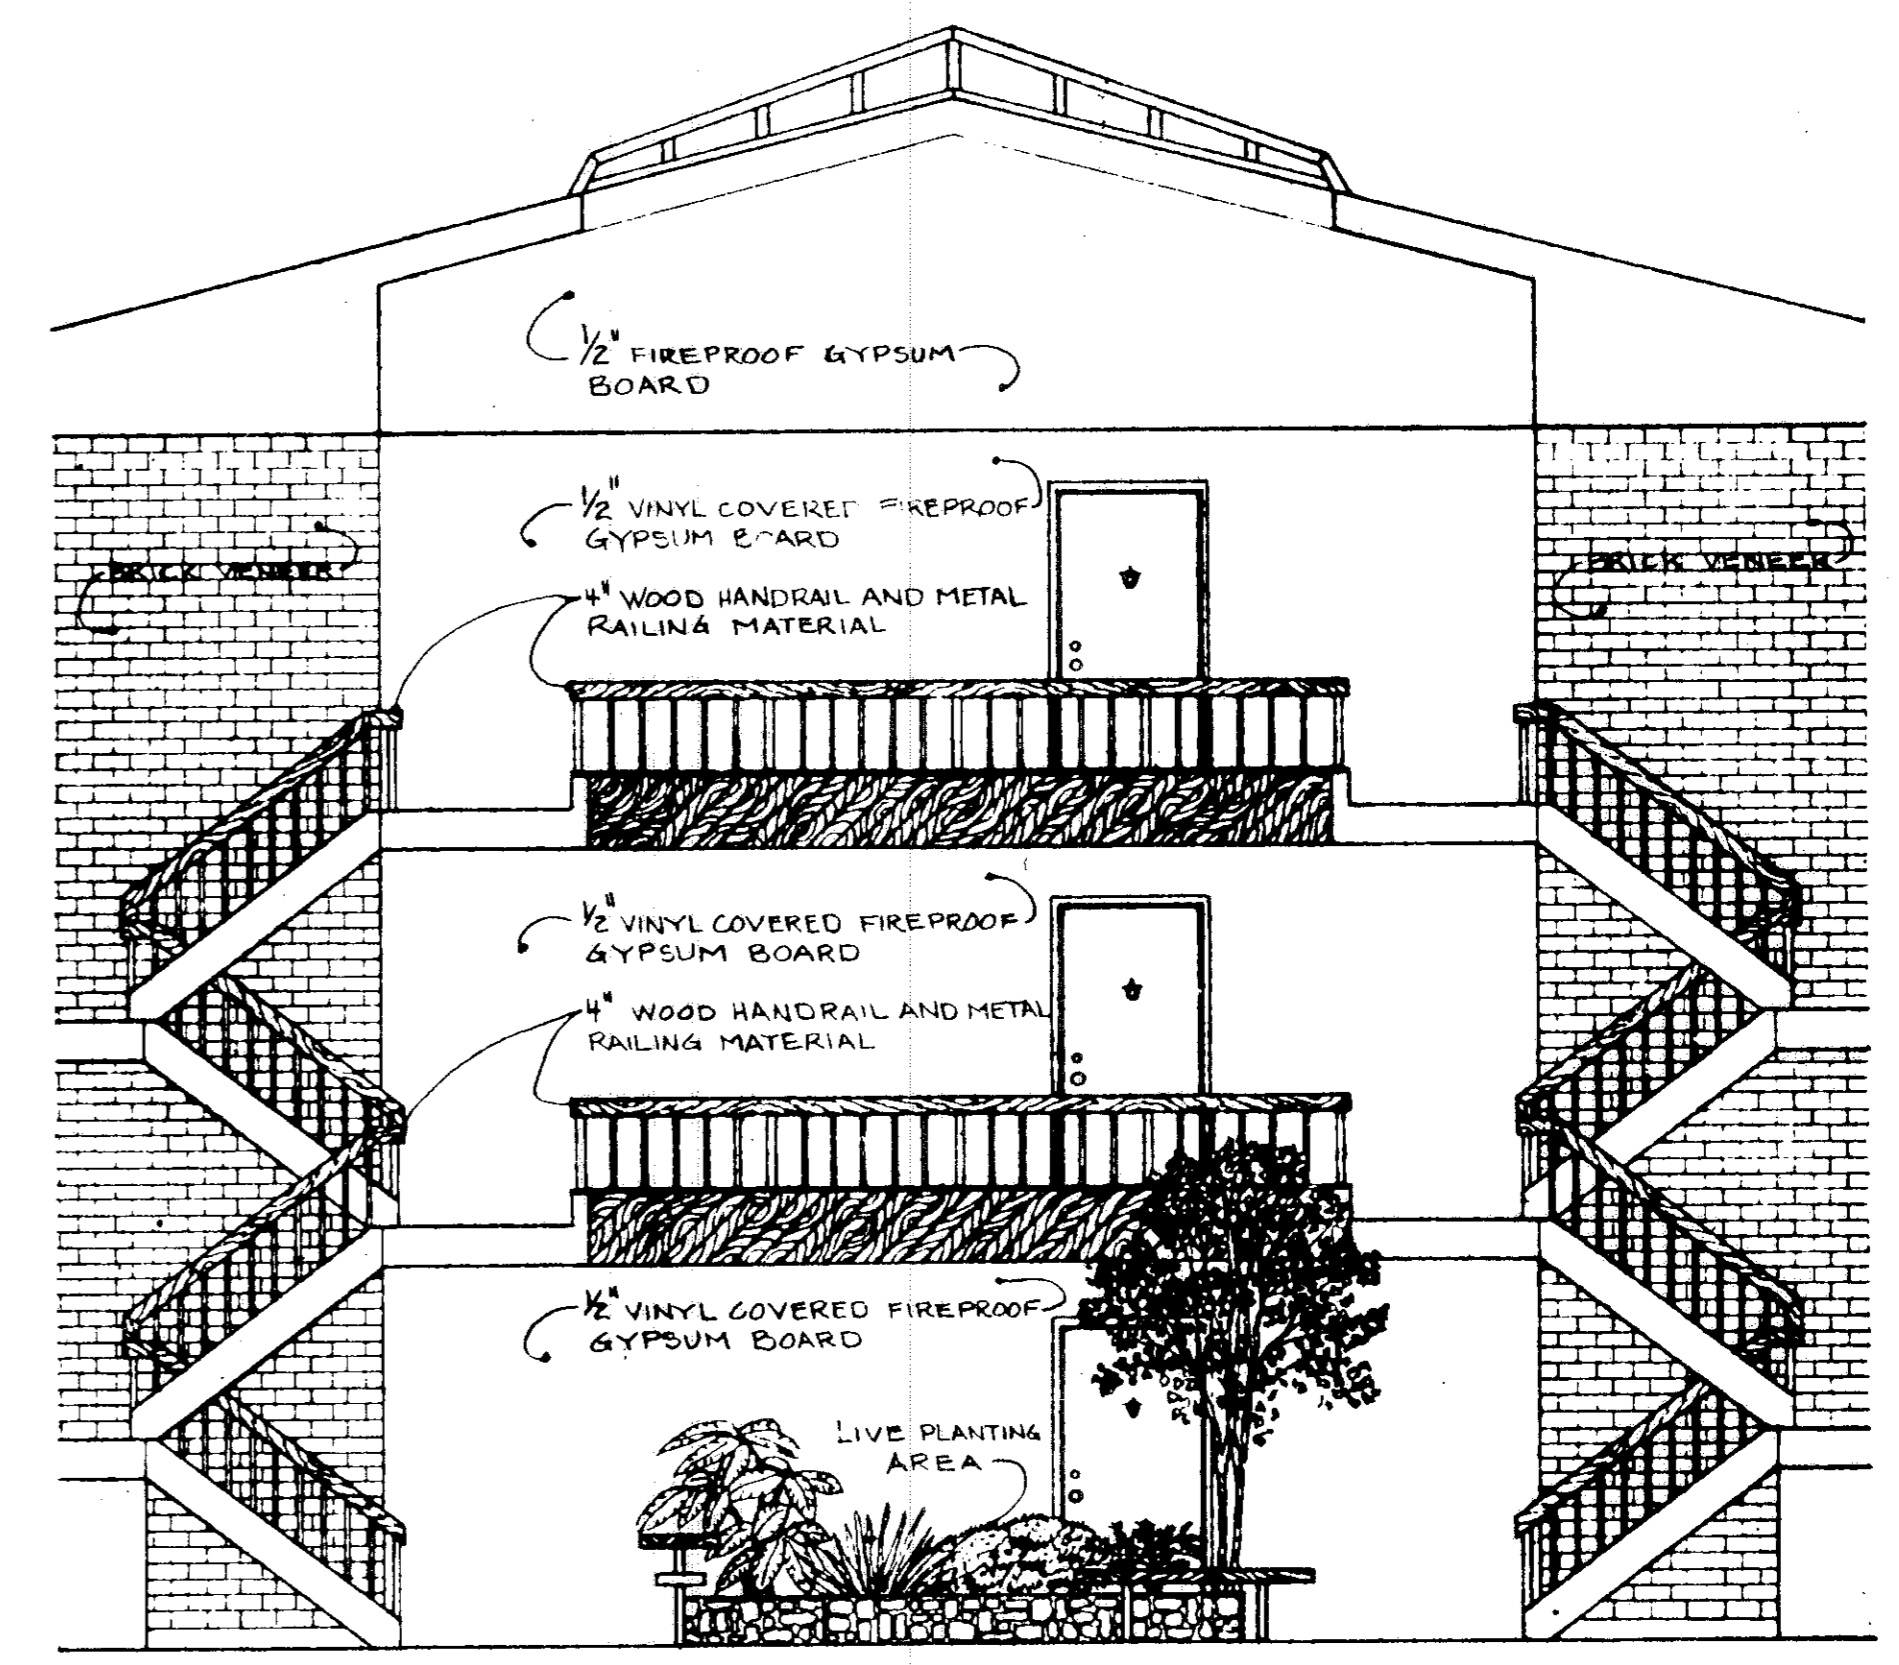 1/2" FIREPROOF GYPSUM
BOARD
1/2" VINYL COVERED FIREPROOF
GYPSUM BOARD
BRICK VENEER
BRICK VENEER
4" WOOD HANDRAIL AND METAL
RAILING MATERIAL
1/2" VINYL COVERED FIREPROOF
GYPSUM BOARD
4" WOOD HANDRAIL AND METAL
RAILING MATERIAL
1/2" VINYL COVERED FIREPROOF
GYPSUM BOARD
LIVE PLANTING
AREA